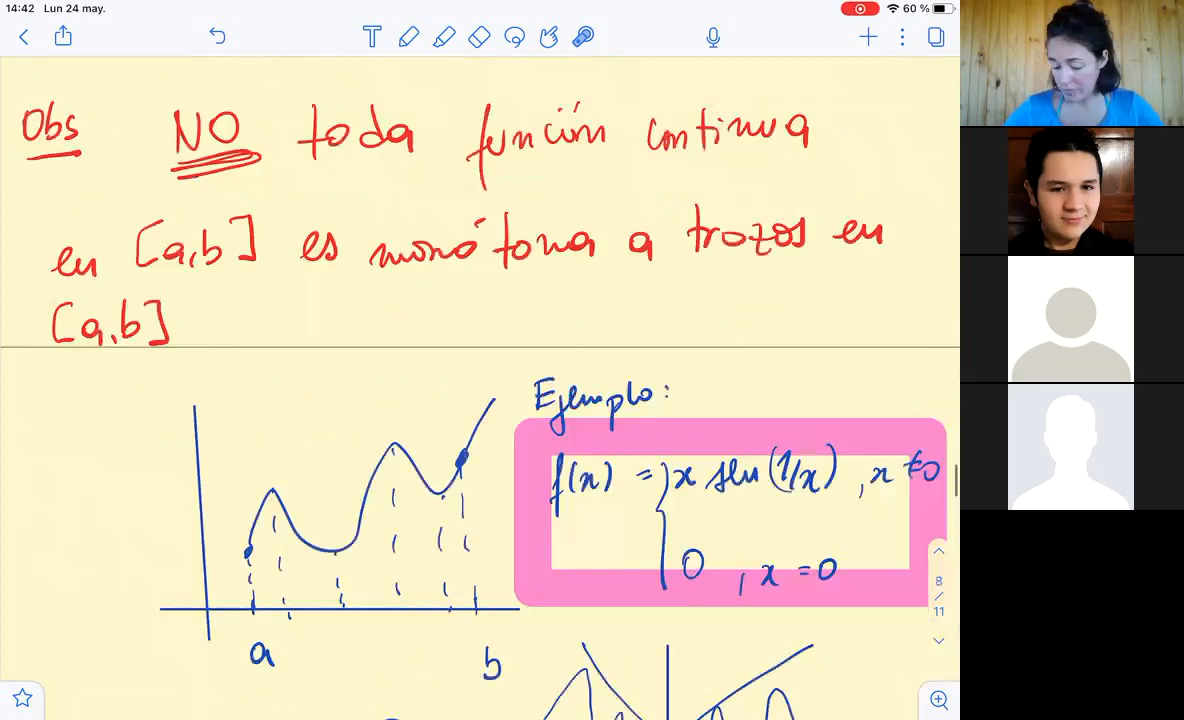 14:42 Lun 24 may.
60 %
Obs NO toda función continua
en [a,b] es monótona a trozos en
[a,b]
Ejemplo:
f(x) = { x sen(1/x) , x ≠ 0
0 , x = 0
a b
8
/
11